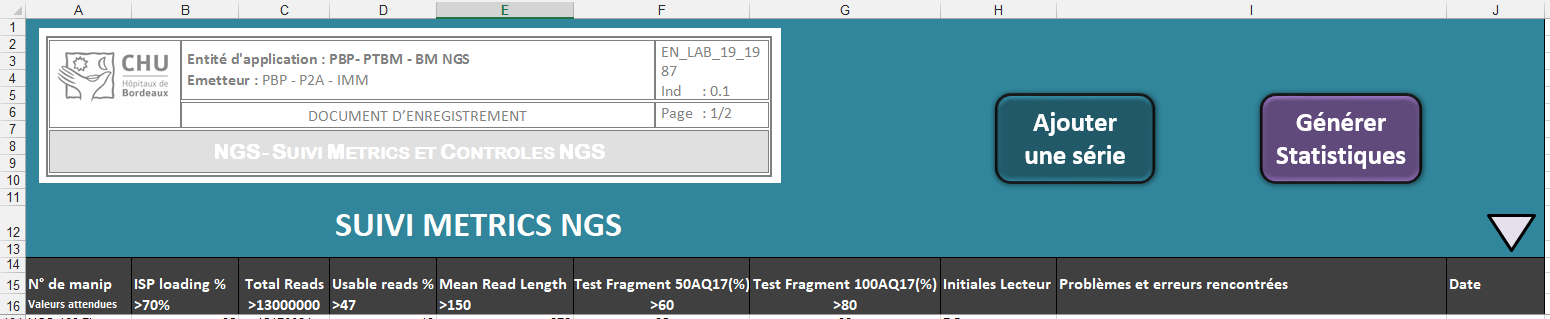 A B C D E F G H I J
1
2
3
4
5
6
7
8
9
10
11
12
13
14
15
16
CHU
Hôpitaux de
Bordeaux
Entité d'application : PBP- PTBM - BM NGS
Emetteur : PBP - P2A - IMM
EN_LAB_19_19
87
Ind : 0.1
DOCUMENT D'ENREGISTREMENT
Page : 1/2
NGS- SUIVI METRICS ET CONTROLES NGS
Ajouter
une série
Générer
Statistiques
SUIVI METRICS NGS
N° de manip ISP loading % Total Reads Usable reads % Mean Read Length Test Fragment 50AQ17(%) Test Fragment 100AQ17(%) Initiales Lecteur Problèmes et erreurs rencontrées Date
Valeurs attendues >70% >13000000 >47 >150 >60 >80